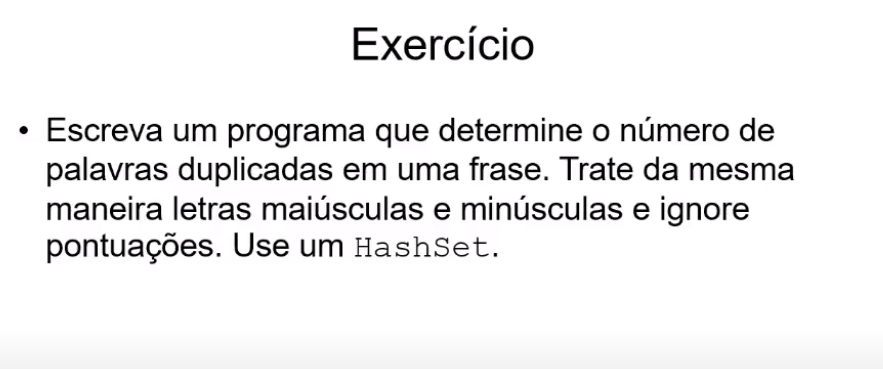 Exercício
• Escreva um programa que determine o número de
palavras duplicadas em uma frase. Trate da mesma
maneira letras maiúsculas e minúsculas e ignore
pontuações. Use um HashSet.